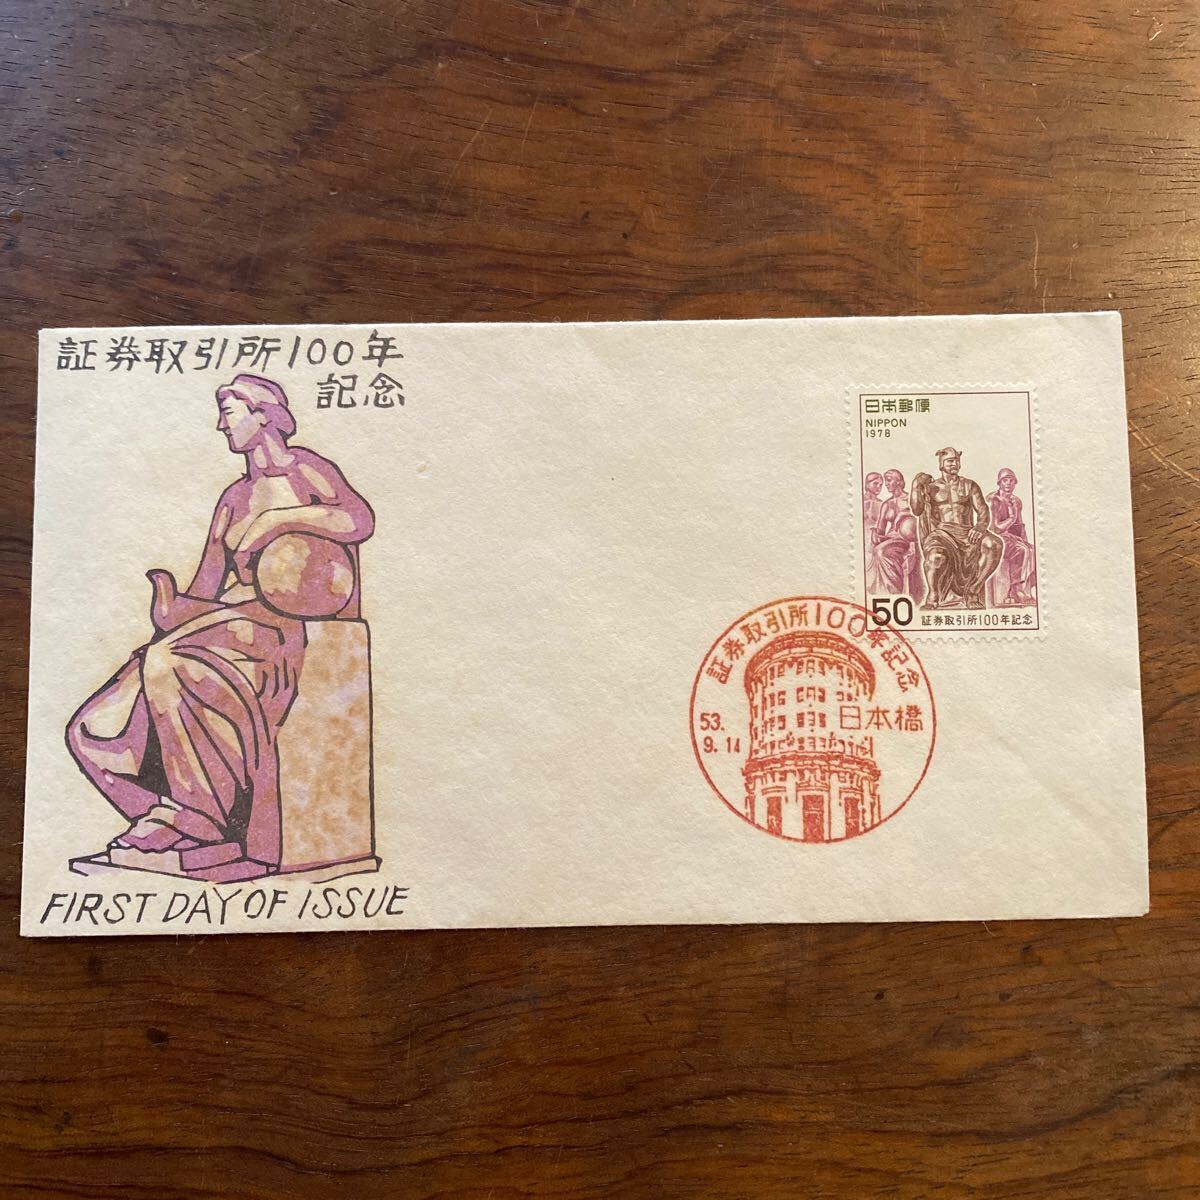 証券取引所100年
記念
FIRST DAY OF ISSUE
日本郵便
NIPPON
1978
50
証券取引所100年記念
証券取引所100年記念
53.
9.14
日本橋